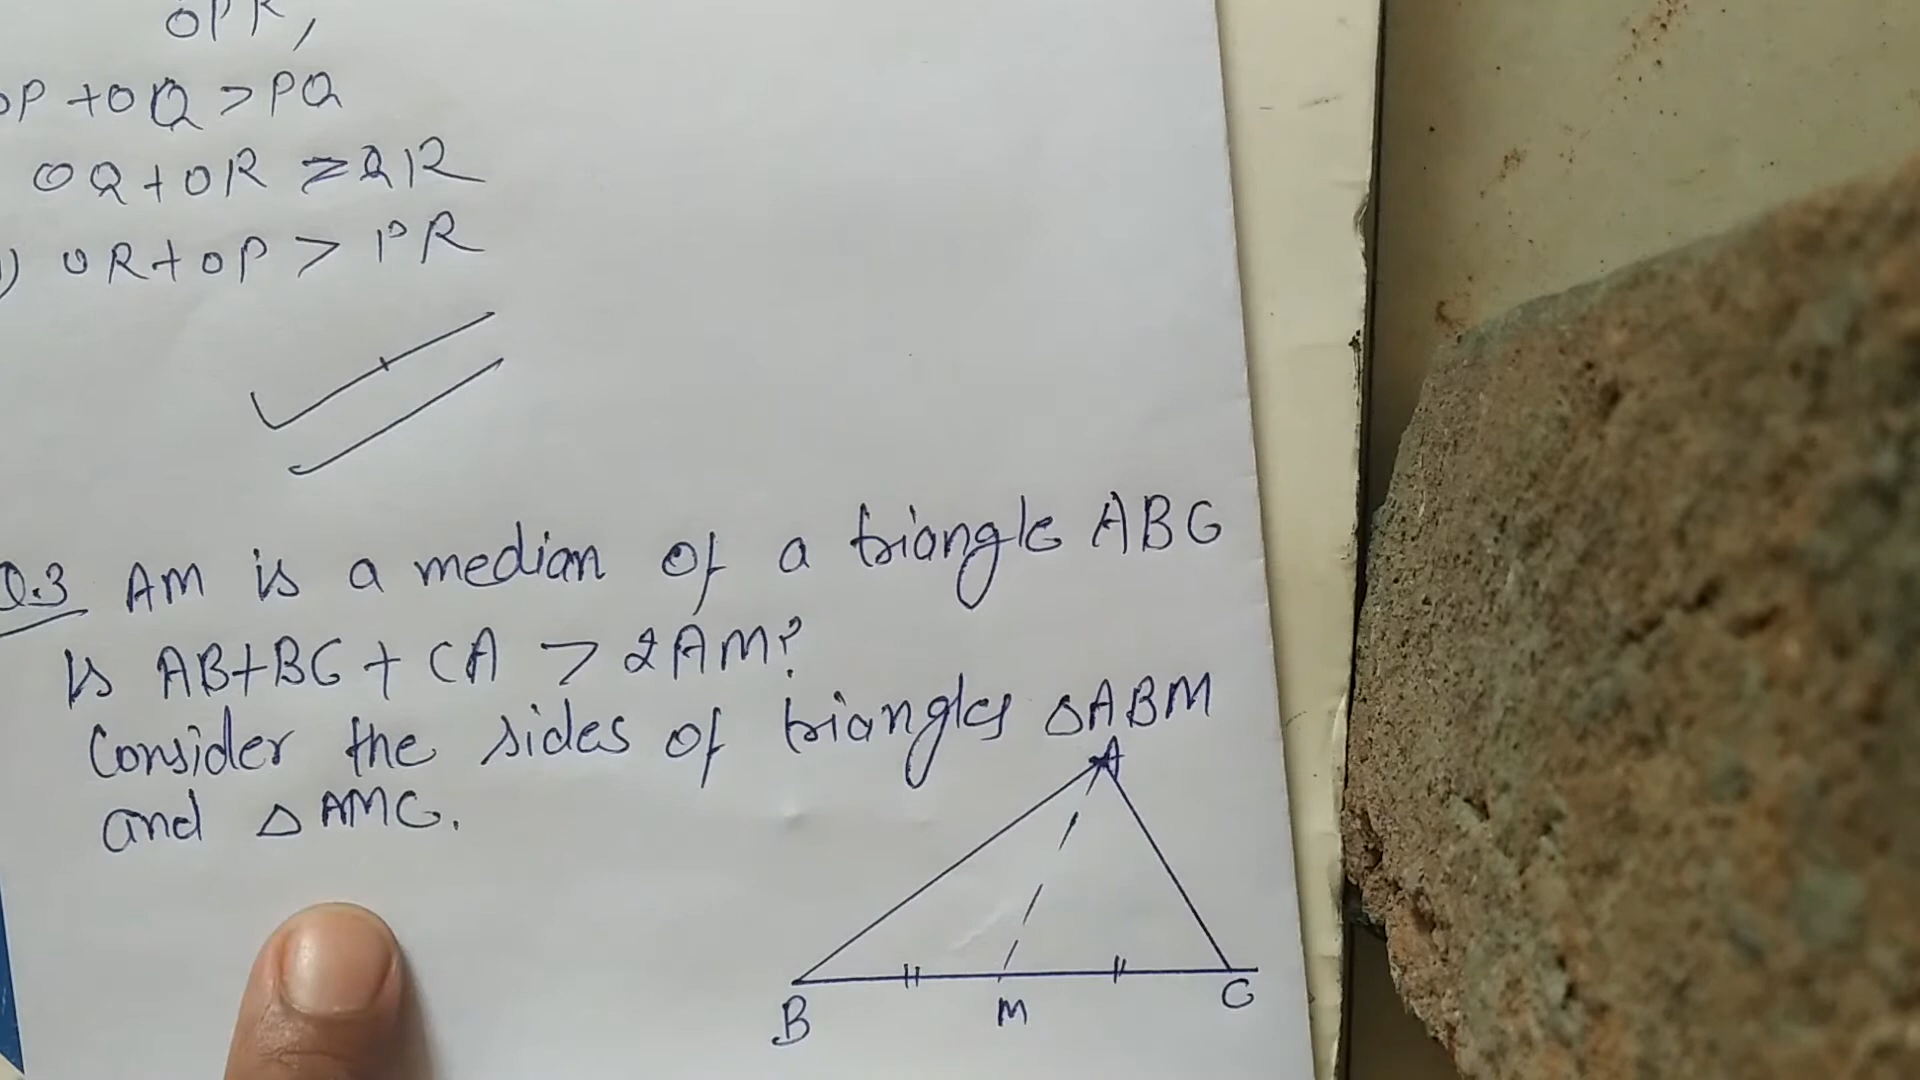 OPR,
OP+OQ>PQ
OQ+OR >QR
) OR+OP > PR
Q.3 AM is a median of a triangle ABC
Is AB+BC+CA > 2AM?
Consider the sides of triangles △ABM
and △AMC.
A
B M C